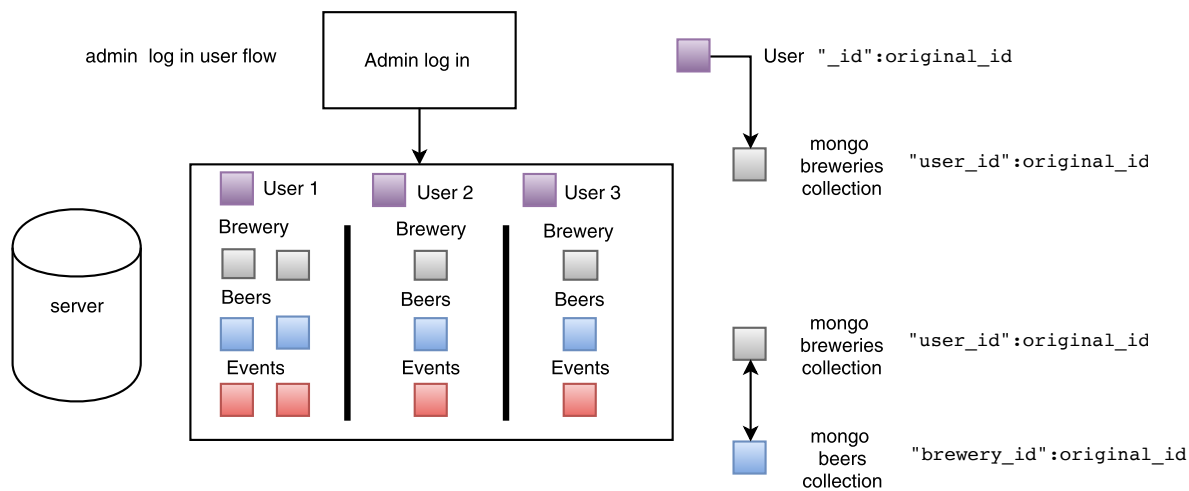 admin log in user flow
Admin log in
User "_id":original_id
mongo
breweries
collection
"user_id":original_id
User 1
User 2
User 3
Brewery
Brewery
Brewery
Beers
Beers
Beers
Events
Events
Events
server
mongo
breweries
collection
"user_id":original_id
mongo
beers
collection
"brewery_id":original_id